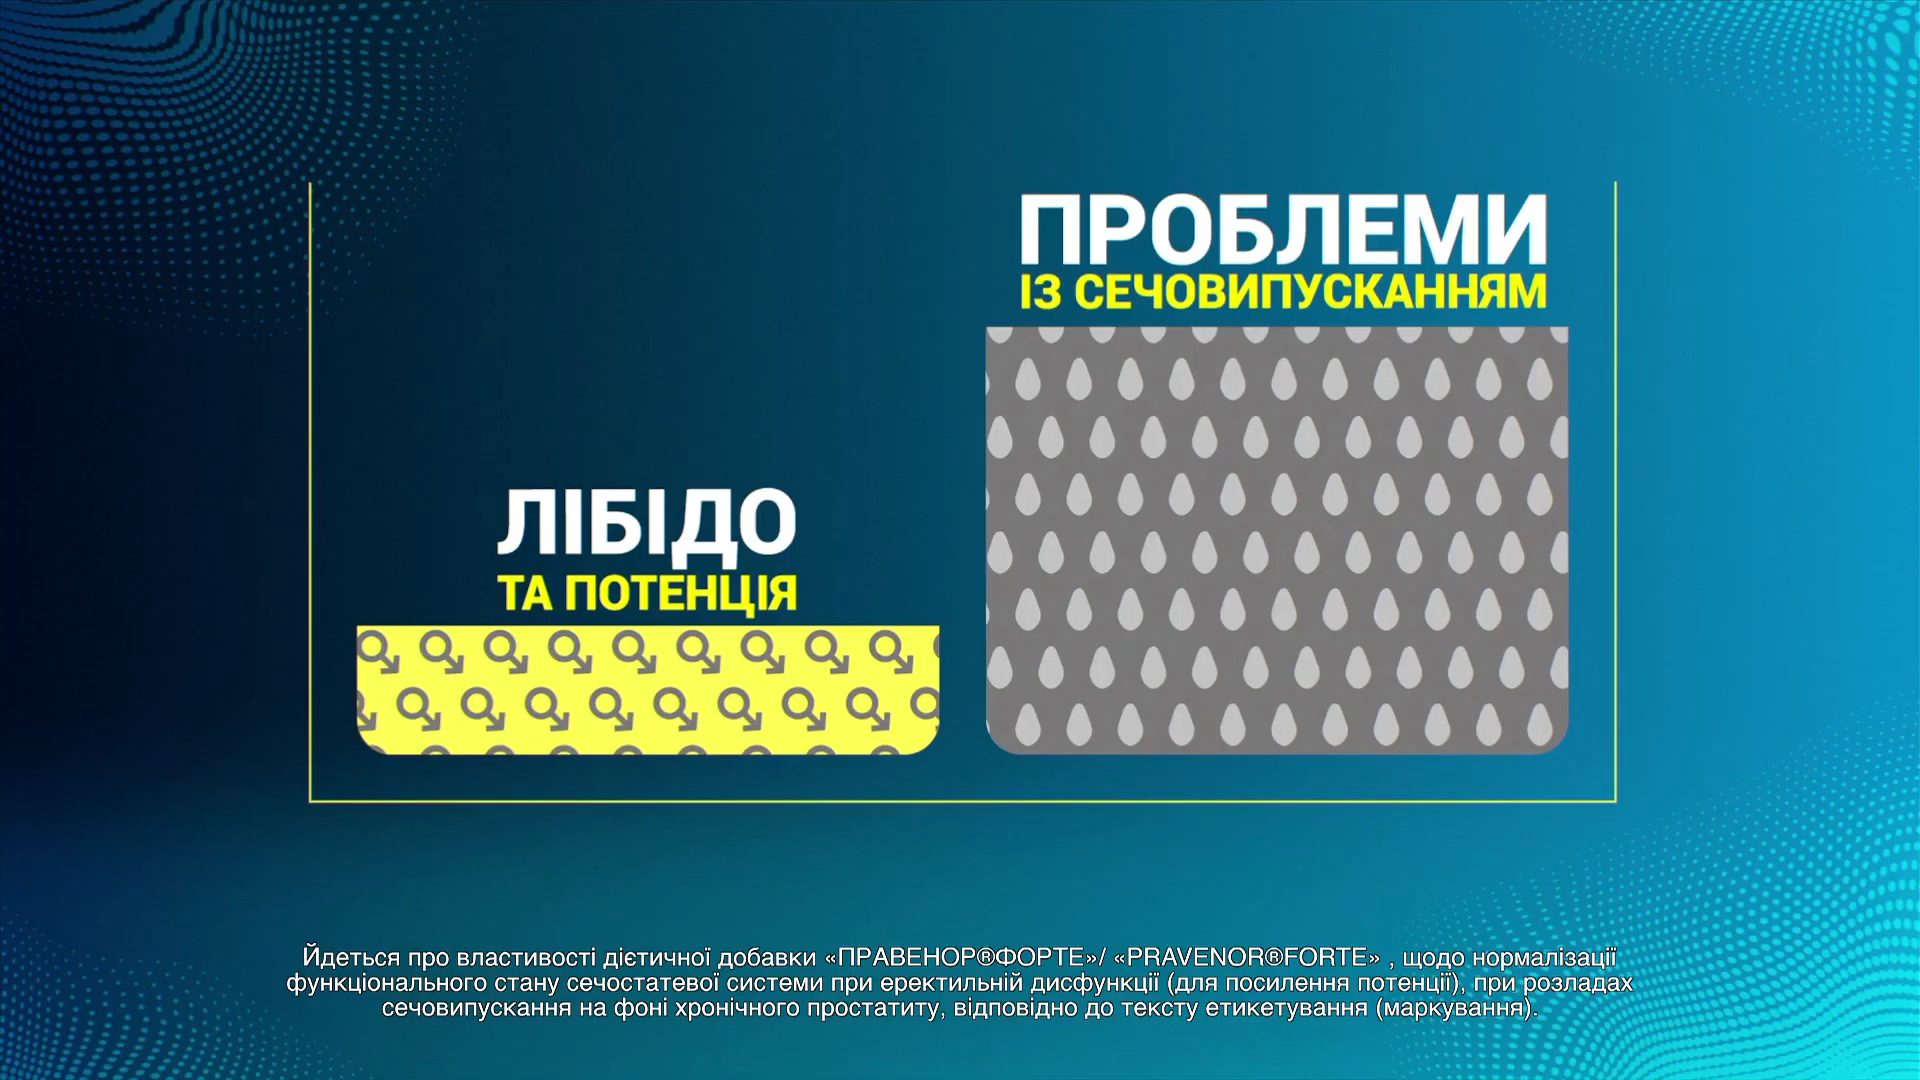 ПРОБЛЕМИ
ІЗ СЕЧОВИПУСКАННЯМ
ЛІБІДО
ТА ПОТЕНЦІЯ
Йдеться про властивості дієтичної добавки «ПРАВЕНОР®ФОРТЕ»/ «PRAVENOR®FORTE» , щодо нормалізації
функціонального стану сечостатевої системи при еректильній дисфункції (для посилення потенції), при розладах
сечовипускання на фоні хронічного простатиту, відповідно до тексту етикетування (маркування).